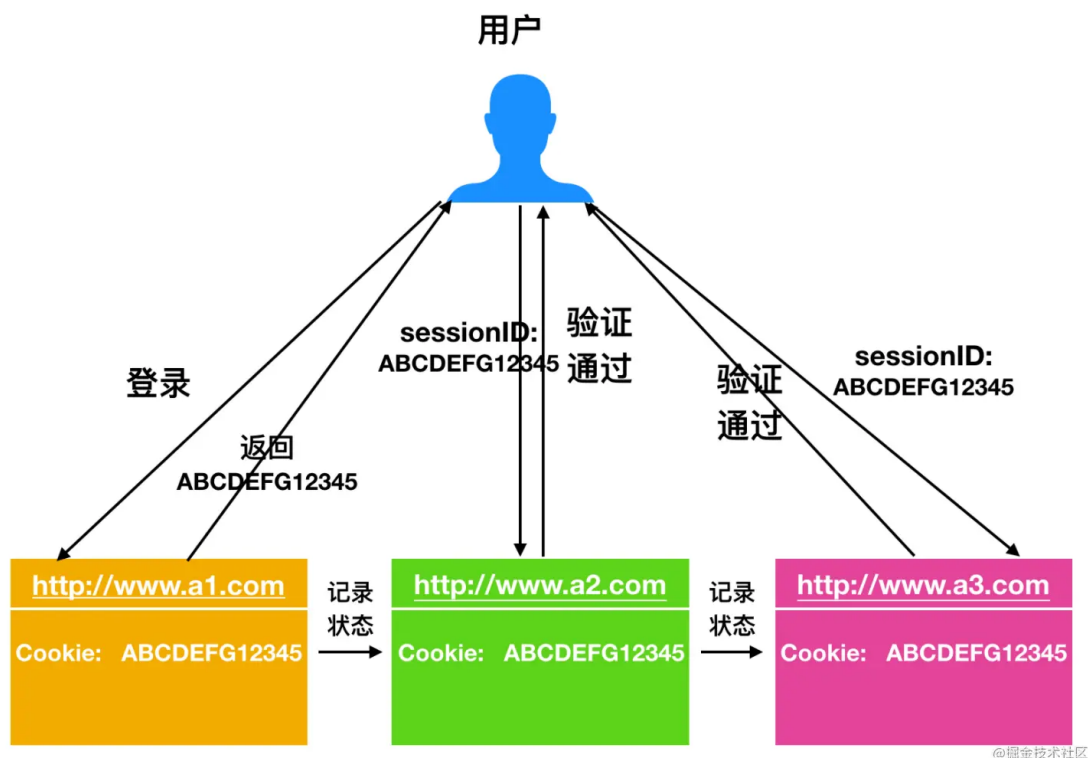 用户
登录
返回
ABCDEFG12345
sessionID:
ABCDEFG12345
验证
通过
验证
通过
sessionID:
ABCDEFG12345
http://www.a1.com
Cookie: ABCDEFG12345
记录
状态
http://www.a2.com
Cookie: ABCDEFG12345
记录
状态
http://www.a3.com
Cookie: ABCDEFG12345
@掘金技术社区